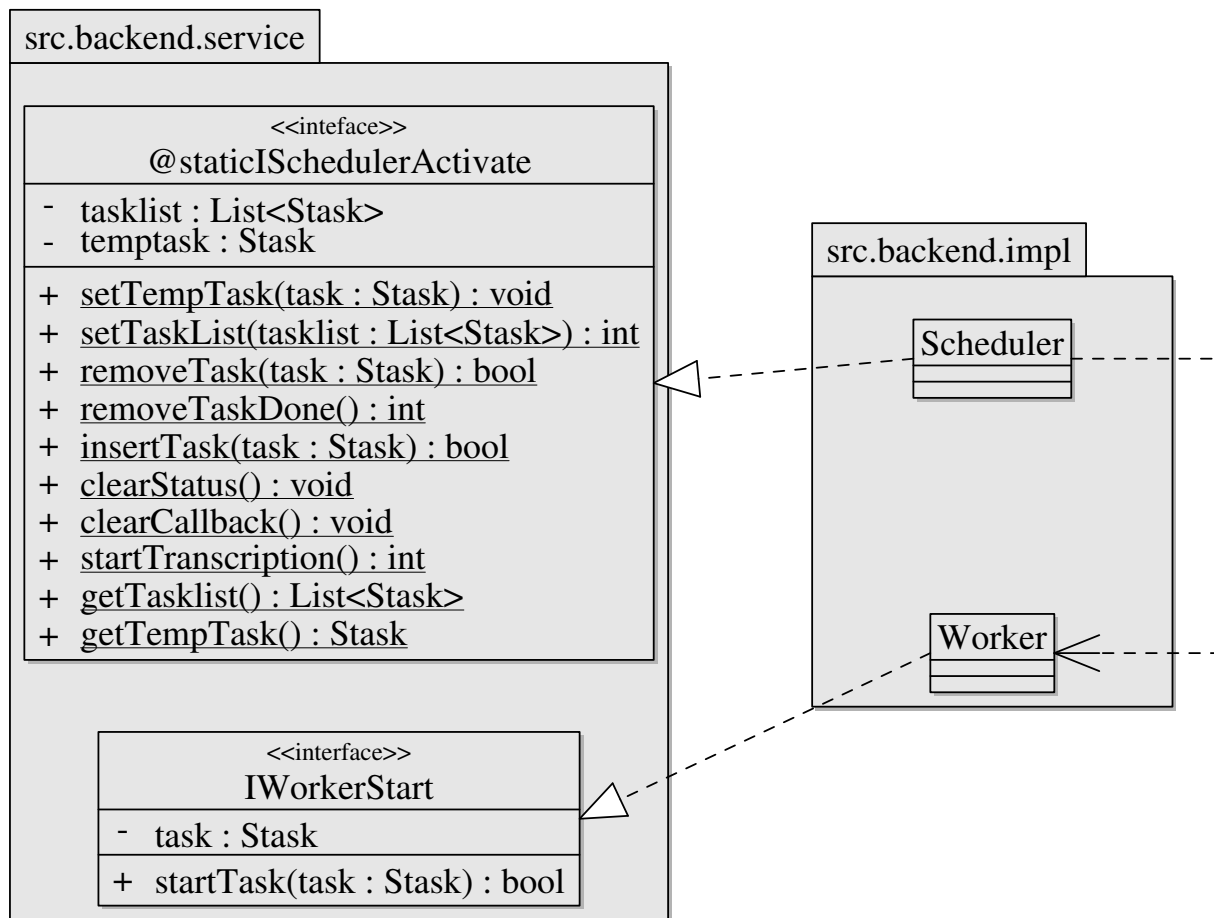 src.backend.service
<<inteface>>
@staticISchedulerActivate
- tasklist : List<Stask>
- temptask : Stask
+ setTempTask(task : Stask) : void
+ setTaskList(tasklist : List<Stask>) : int
+ removeTask(task : Stask) : bool
+ removeTaskDone() : int
+ insertTask(task : Stask) : bool
+ clearStatus() : void
+ clearCallback() : void
+ startTranscription() : int
+ getTasklist() : List<Stask>
+ getTempTask() : Stask
<<interface>>
IWorkerStart
- task : Stask
+ startTask(task : Stask) : bool
src.backend.impl
Scheduler
Worker